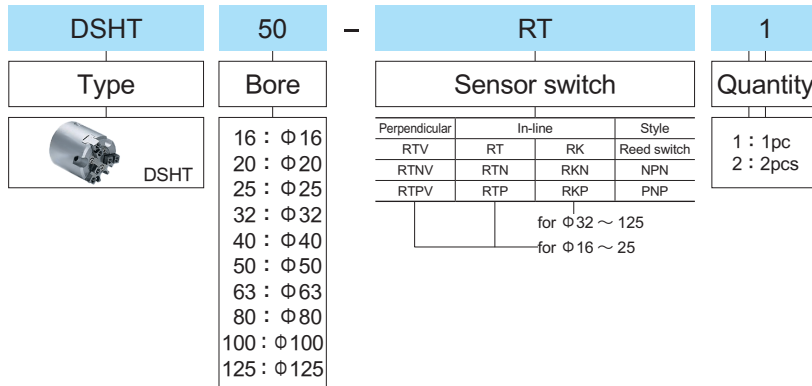 DSHT 50 – RT 1
Type Bore Sensor switch Quantity
DSHT
16：Φ16
20：Φ20
25：Φ25
32：Φ32
40：Φ40
50：Φ50
63：Φ63
80：Φ80
100：Φ100
125：Φ125
Perpendicular In-line Style
RTV RT RK Reed switch
RTNV RTN RKN NPN
RTPV RTP RKP PNP
for Φ32～125
for Φ16～25
1：1pc
2：2pcs